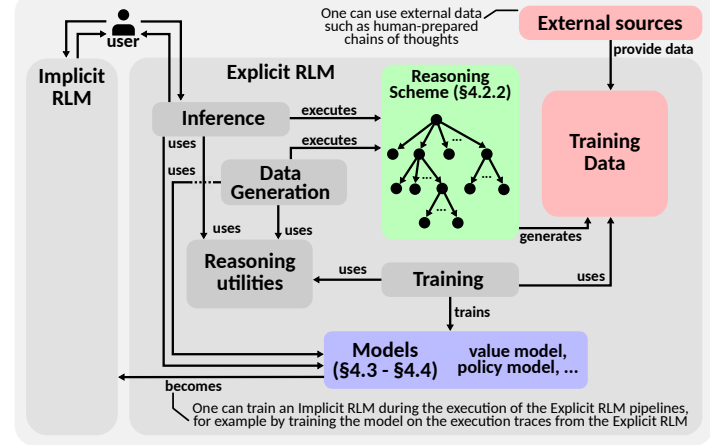 One can use external data
such as human-prepared
chains of thoughts
External sources
user
provide data
Implicit
RLM
Explicit RLM
Reasoning
Scheme (§4.2.2)
Inference
executes
executes
Training
Data
uses
uses
Data
Generation
...
...
...
...
uses
uses
generates
Reasoning
utilities
uses
Training
uses
trains
Models
(§4.3 - §4.4)
value model,
policy model, ...
becomes
One can train an Implicit RLM during the execution of the Explicit RLM pipelines,
for example by training the model on the execution traces from the Explicit RLM